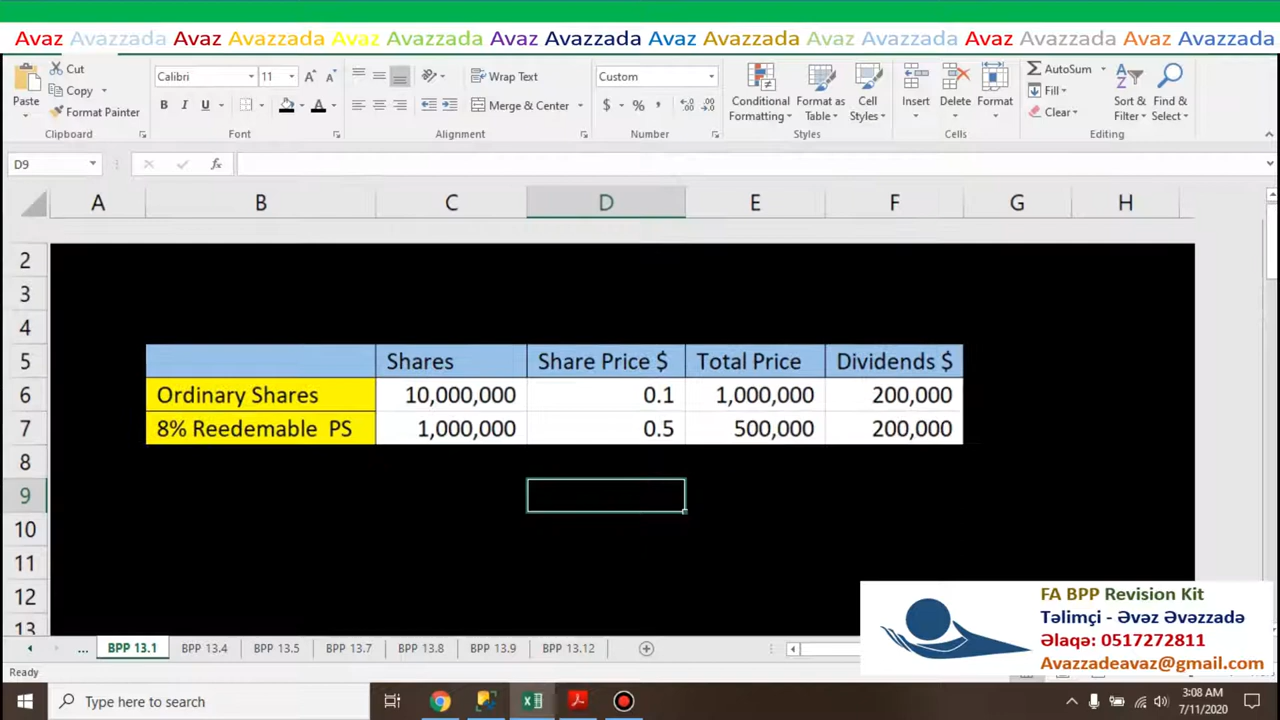 Avaz Avazzada Avaz Avazzada Avaz Avazzada Avaz Avazzada Avaz Avazzada Avaz Avazzada Avaz Avazzada Avaz Avazzada
Cut
Copy
Format Painter
Paste
Clipboard
Calibri 11
B I U
Font
Wrap Text
Merge & Center
Alignment
Custom
$ % ,
Number
Conditional Formatting
Format as Table
Cell Styles
Styles
Insert Delete Format
Cells
AutoSum
Fill
Clear
Sort & Filter
Find & Select
Editing
D9 fx
A B C D E F G H
2
3
4
5 Shares Share Price $ Total Price Dividends $
6 Ordinary Shares 10,000,000 0.1 1,000,000 200,000
7 8% Reedemable PS 1,000,000 0.5 500,000 200,000
8
9
10
11
12
13
FA BPP Revision Kit
Təlimçi - Əvəz Əvəzzadə
Əlaqə: 0517272811
Avazzadeavaz@gmail.com
... BPP 13.1 BPP 13.4 BPP 13.5 BPP 13.7 BPP 13.8 BPP 13.9 BPP 13.12
Ready
Type here to search
3:08 AM
7/11/2020